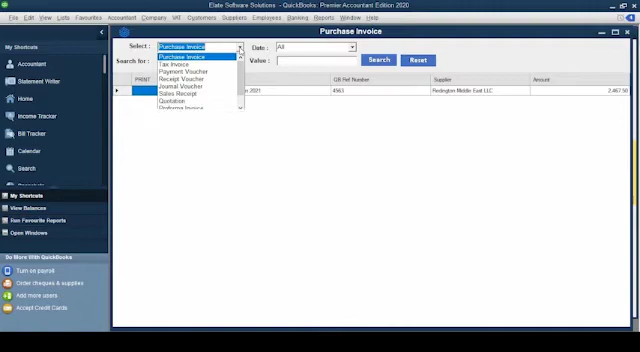 Elate Software Solutions - QuickBooks: Premier Accountant Edition 2020
File Edit View Lists Favourites Accountant Company VAT Customers Suppliers Employees Banking Reports Window Help
Purchase Invoice
My Shortcuts
Accountant
Statement Writer
Home
Income Tracker
Bill Tracker
Calendar
Search
My Shortcuts
View Balances
Run Favourite Reports
Open Windows
Do More With QuickBooks
Turn on payroll
Order cheques & supplies
Add more users
Accept Credit Cards
Select : Purchase Invoice Date : All
Search for : Value : Search Reset
Purchase Invoice
Tax Invoice
Payment Voucher
Receipt Voucher
Journal Voucher
Sales Receipt
Quotation
Proforma Invoice
PRINT QB Ref Number Supplier Amount
2021 4563 Redington Middle East LLC 2,467.50